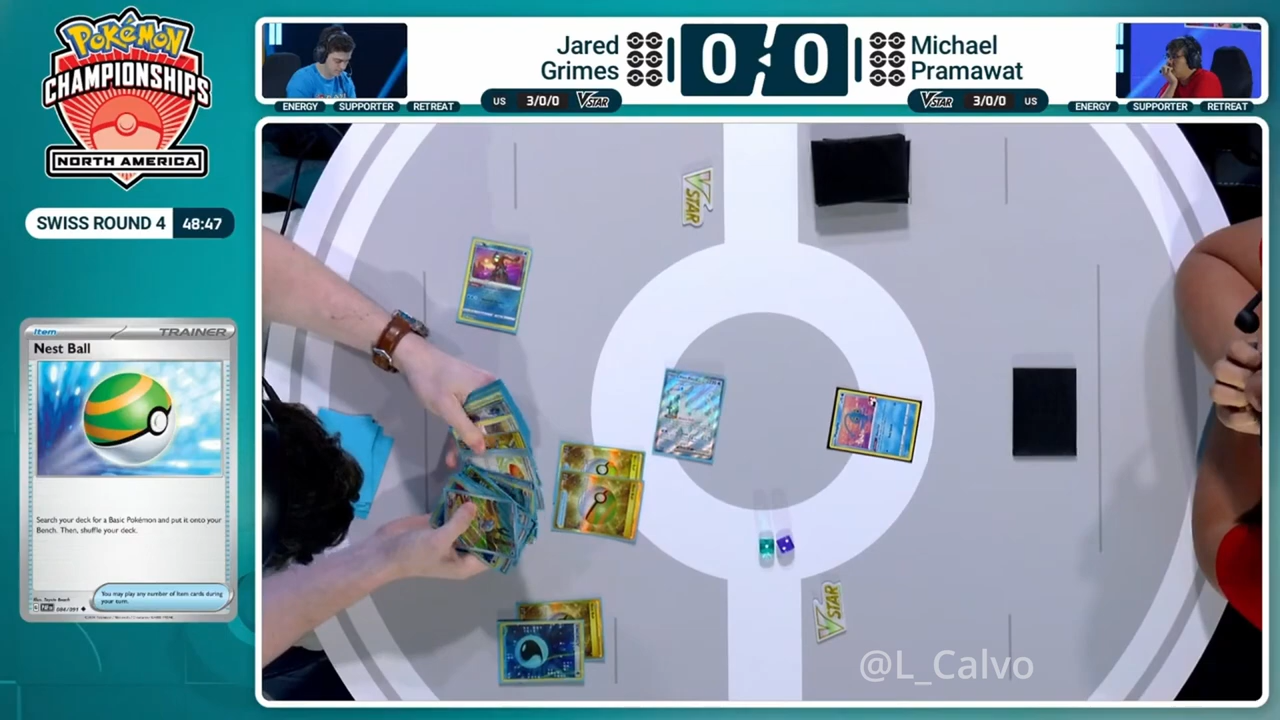 Pokémon
CHAMPIONSHIPS
NORTH AMERICA
SWISS ROUND 4 48:47
Jared
Grimes
0 0
Michael
Pramawat
US 3/0/0 VSTAR
VSTAR 3/0/0 US
ENERGY SUPPORTER RETREAT
ENERGY SUPPORTER RETREAT
Item TRAINER
Nest Ball
Search your deck for a Basic Pokémon and put it onto your
Bench. Then, shuffle your deck.
You may play any number of Item cards during
your turn.
VSTAR
VSTAR
@L_Calvo